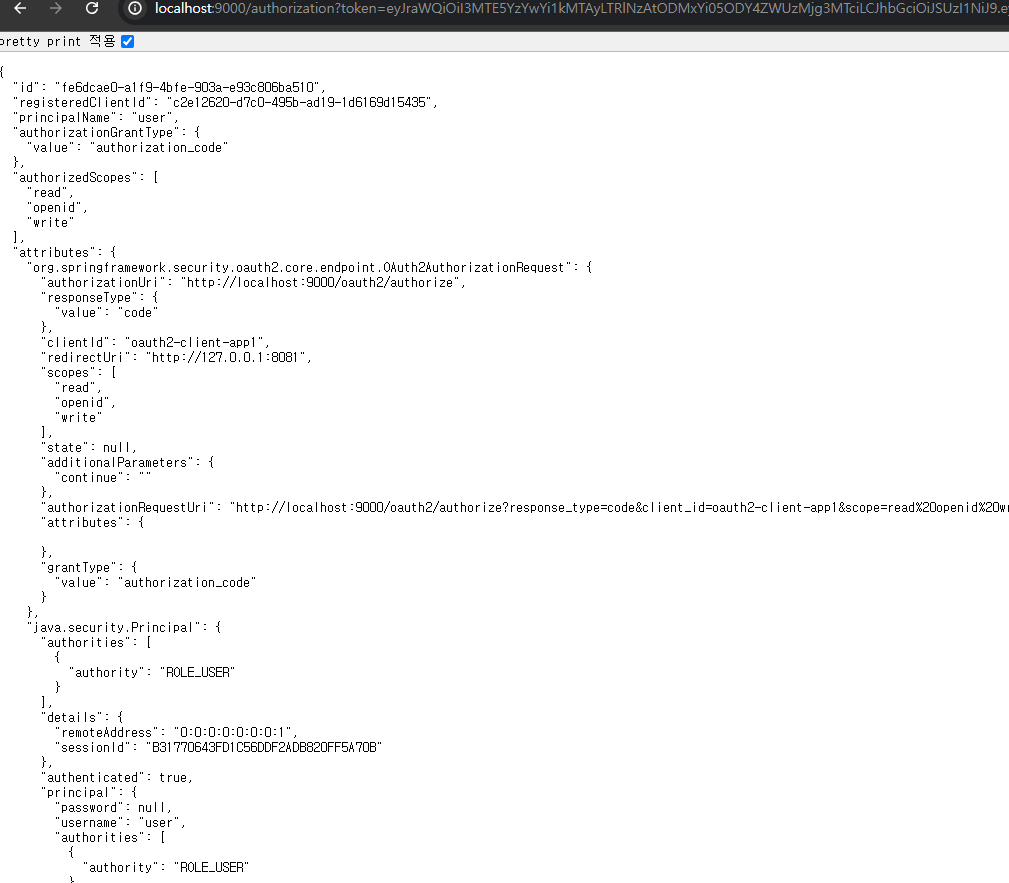 localhost:9000/authorization?token=eyJraWQiOiI3MTE5YzYwYi1kMTAyLTRlNzAtODMxYi05ODY4ZWUzMjg3MTciLCJhbGciOiJSUzI1NiJ9.ey
pretty print 적용
{
"id": "fe6dcae0-a1f9-4bfe-903a-e93c806ba510",
"registeredClientId": "c2e12620-d7c0-495b-ad19-1d6169d15435",
"principalName": "user",
"authorizationGrantType": {
"value": "authorization_code"
},
"authorizedScopes": [
"read",
"openid",
"write"
],
"attributes": {
"org.springframework.security.oauth2.core.endpoint.OAuth2AuthorizationRequest": {
"authorizationUri": "http://localhost:9000/oauth2/authorize",
"responseType": {
"value": "code"
},
"clientId": "oauth2-client-app1",
"redirectUri": "http://127.0.0.1:8081",
"scopes": [
"read",
"openid",
"write"
],
"state": null,
"additionalParameters": {
"continue": ""
},
"authorizationRequestUri": "http://localhost:9000/oauth2/authorize?response_type=code&client_id=oauth2-client-app1&scope=read%20openid%20wr
"attributes": {
},
"grantType": {
"value": "authorization_code"
}
},
"java.security.Principal": {
"authorities": [
{
"authority": "ROLE_USER"
}
],
"details": {
"remoteAddress": "0:0:0:0:0:0:0:1",
"sessionId": "B31770643FD1C56DDF2ADB820FF5A70B"
},
"authenticated": true,
"principal": {
"password": null,
"username": "user",
"authorities": [
{
"authority": "ROLE_USER"
}